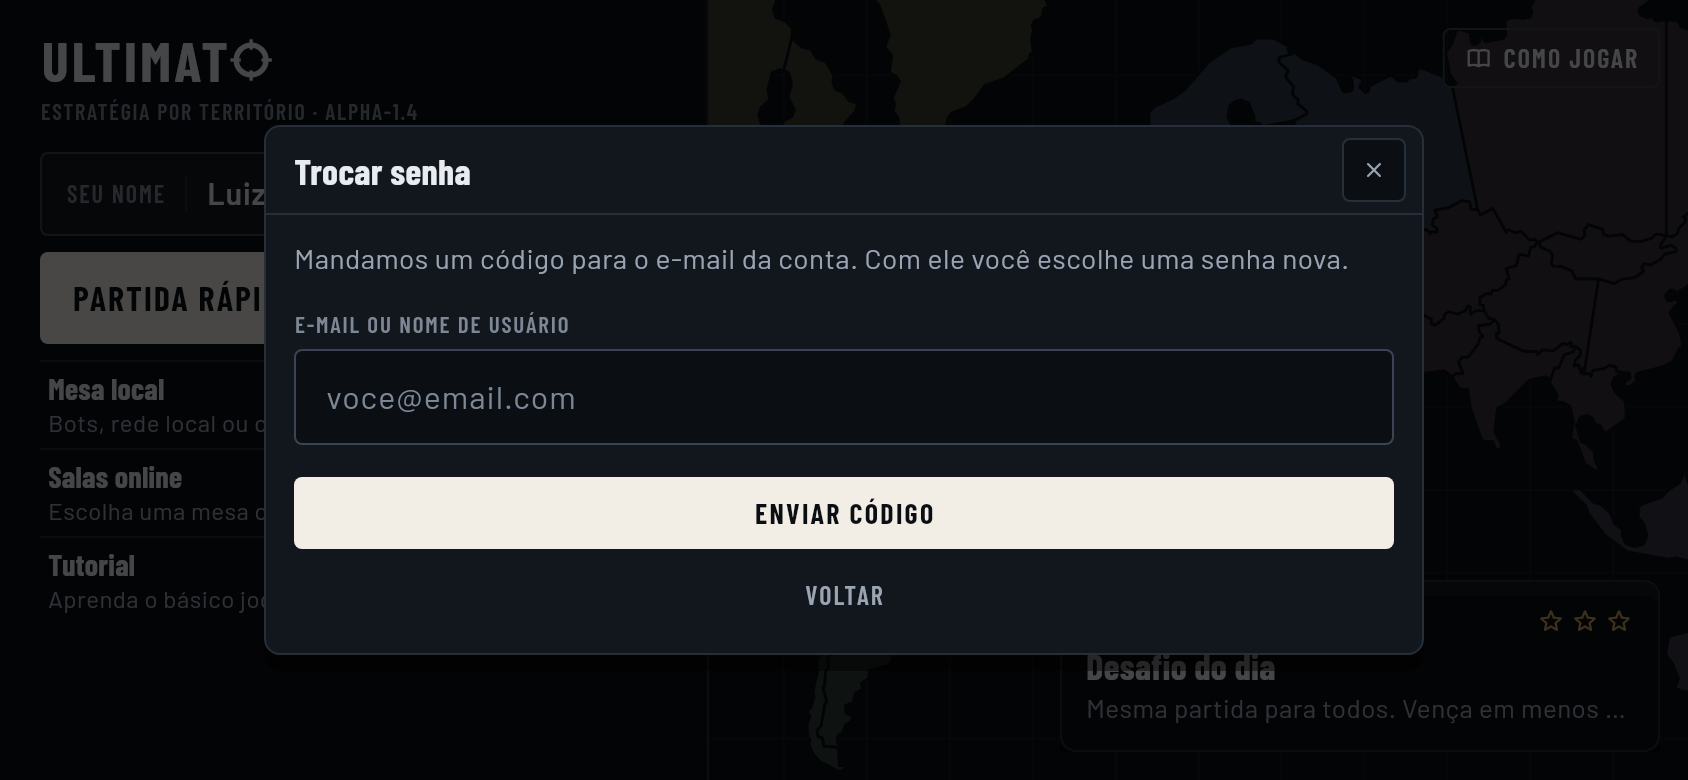 ULTIMATO
ESTRATÉGIA POR TERRITÓRIO · ALPHA-1.4
COMO JOGAR
SEU NOME
Luiz
PARTIDA RÁPI
Mesa local
Bots, rede local ou
Salas online
Escolha uma mesa
Tutorial
Aprenda o básico
Trocar senha
Mandamos um código para o e-mail da conta. Com ele você escolhe uma senha nova.
E-MAIL OU NOME DE USUÁRIO
voce@email.com
ENVIAR CÓDIGO
VOLTAR
Desafio do dia
Mesma partida para todos. Vença em menos ...